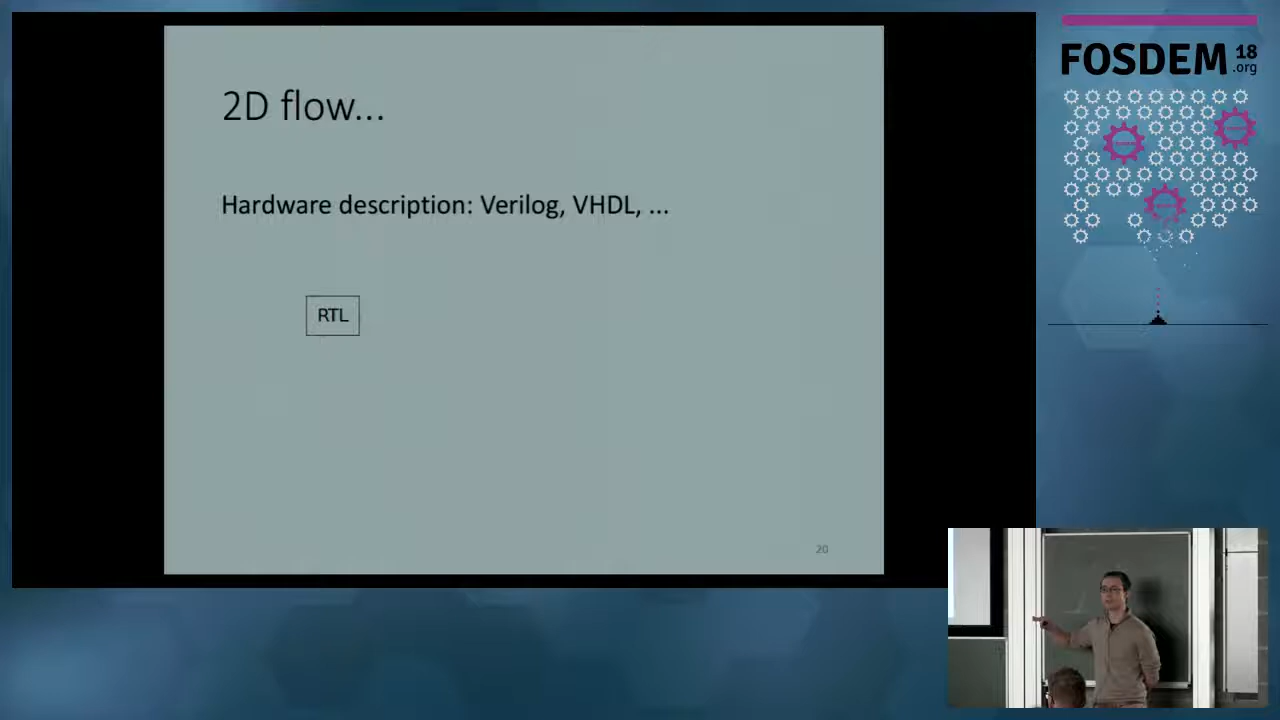 2D flow...
Hardware description: Verilog, VHDL, ...
RTL
20
FOSDEM 18
.org